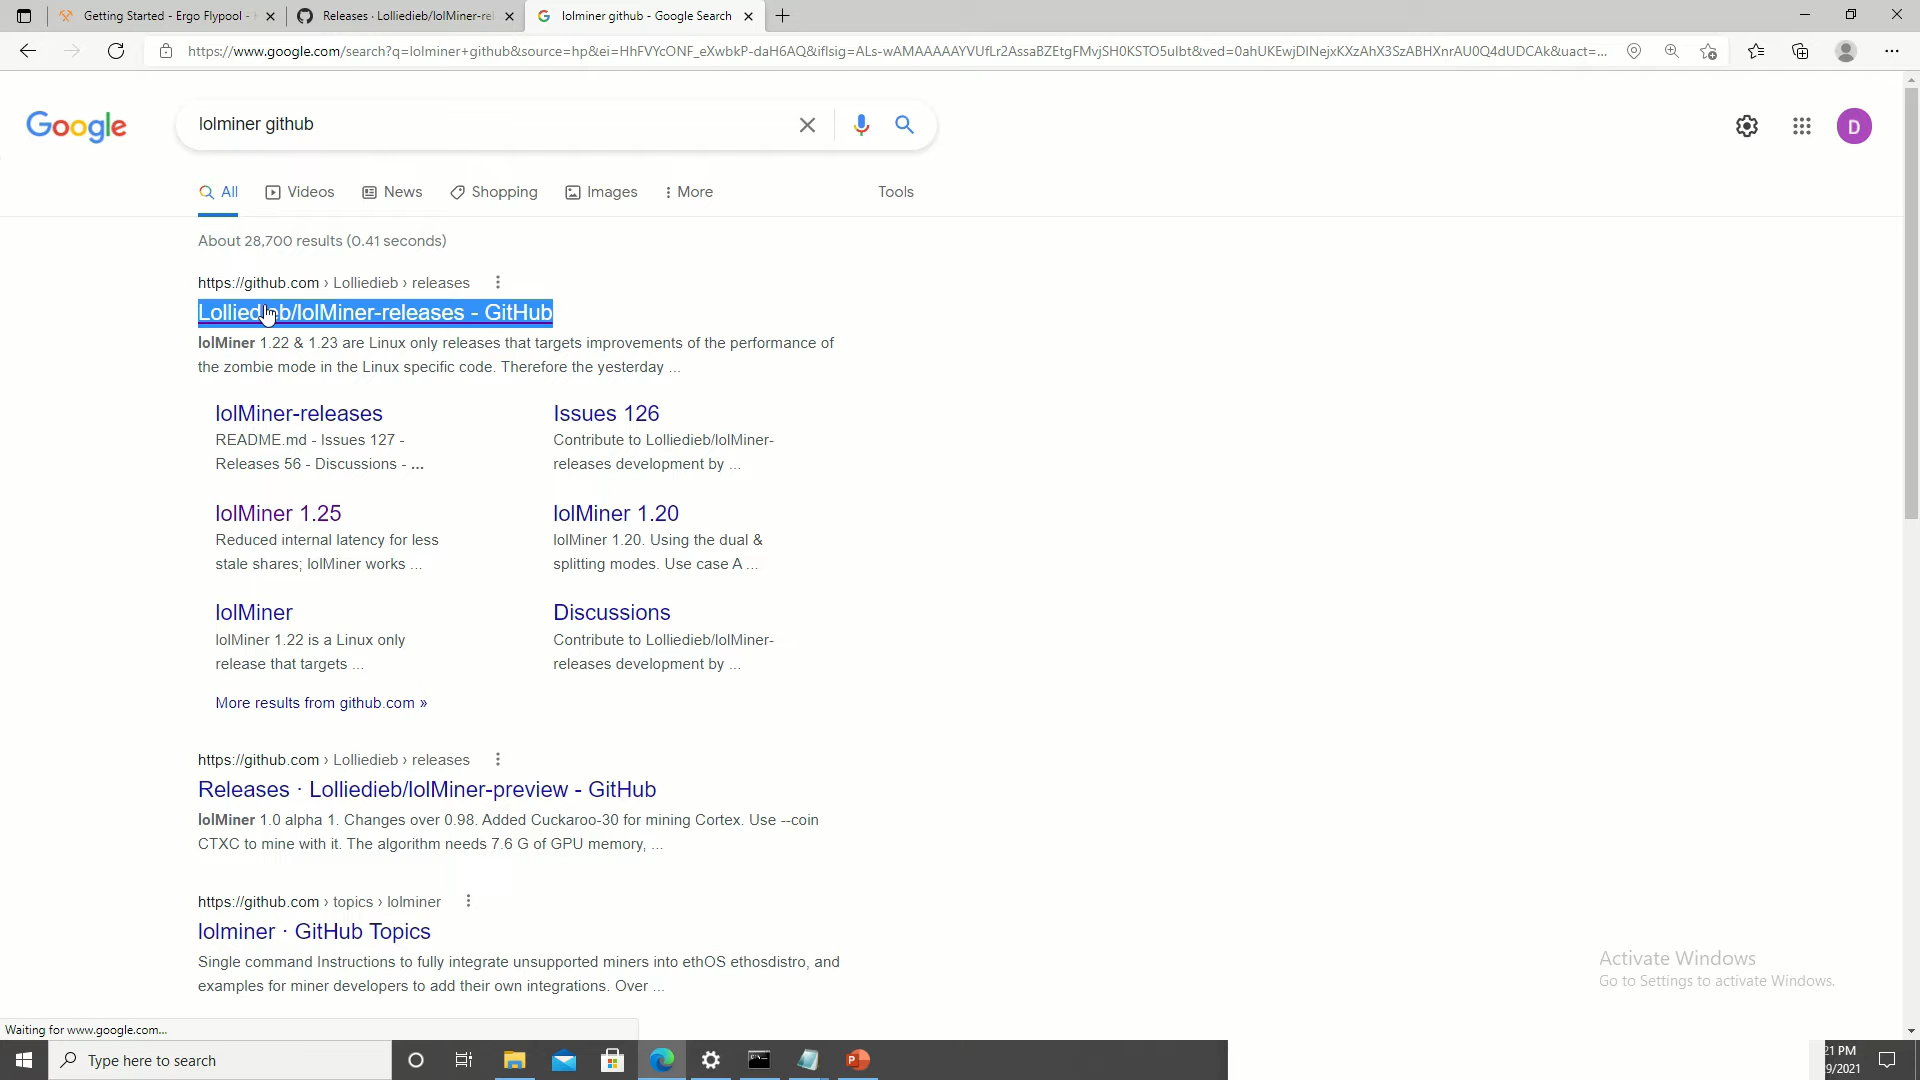 Getting Started - Ergo Flypool -
Releases · Lolliedieb/lolMiner-rel
lolminer github - Google Search
https://www.google.com/search?q=lolminer+github&source=hp&ei=HhFVYcONF_eXwbkP-daH6AQ&iflsig=ALs-wAMAAAAAYVUfLr2AssaBZEtgFMvjSH0KSTO5uIbt&ved=0ahUKEwjDlNejxKXzAhX3SzABHXnrAU0Q4dUDCAk&uact=...
Google
lolminer github
D
All
Videos
News
Shopping
Images
More
Tools
About 28,700 results (0.41 seconds)
https://github.com › Lolliedieb › releases
Lolliedieb/lolMiner-releases - GitHub
lolMiner 1.22 & 1.23 are Linux only releases that targets improvements of the performance of
the zombie mode in the Linux specific code. Therefore the yesterday ...
lolMiner-releases
README.md - Issues 127 -
Releases 56 - Discussions - ...
Issues 126
Contribute to Lolliedieb/lolMiner-
releases development by ...
lolMiner 1.25
Reduced internal latency for less
stale shares; lolMiner works ...
lolMiner 1.20
lolMiner 1.20. Using the dual &
splitting modes. Use case A ...
lolMiner
lolMiner 1.22 is a Linux only
release that targets ...
Discussions
Contribute to Lolliedieb/lolMiner-
releases development by ...
More results from github.com »
https://github.com › Lolliedieb › releases
Releases · Lolliedieb/lolMiner-preview - GitHub
lolMiner 1.0 alpha 1. Changes over 0.98. Added Cuckaroo-30 for mining Cortex. Use --coin
CTXC to mine with it. The algorithm needs 7.6 G of GPU memory, ...
https://github.com › topics › lolminer
lolminer · GitHub Topics
Single command Instructions to fully integrate unsupported miners into ethOS ethosdistro, and
examples for miner developers to add their own integrations. Over ...
Activate Windows
Go to Settings to activate Windows.
Waiting for www.google.com...
Type here to search
21 PM
9/2021